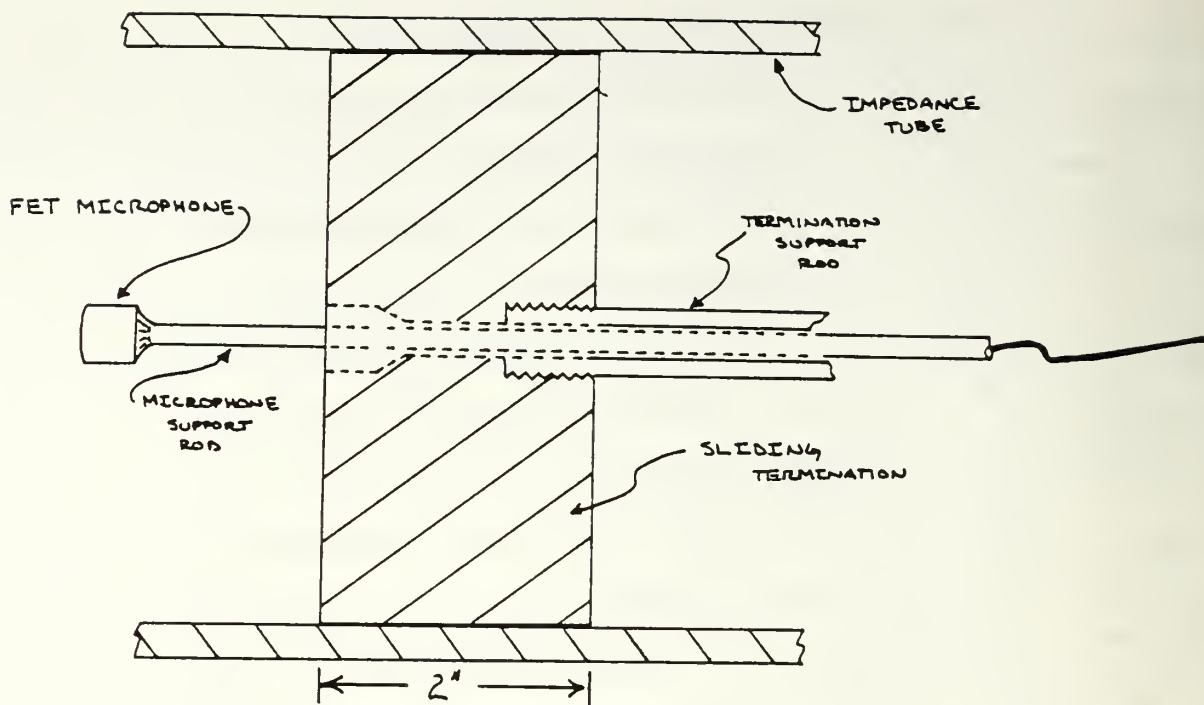 IMPEDANCE
TUBE
FET MICROPHONE
TERMINATION
SUPPORT
ROD
MICROPHONE
SUPPORT
ROD
SLIDING
TERMINATION
2"